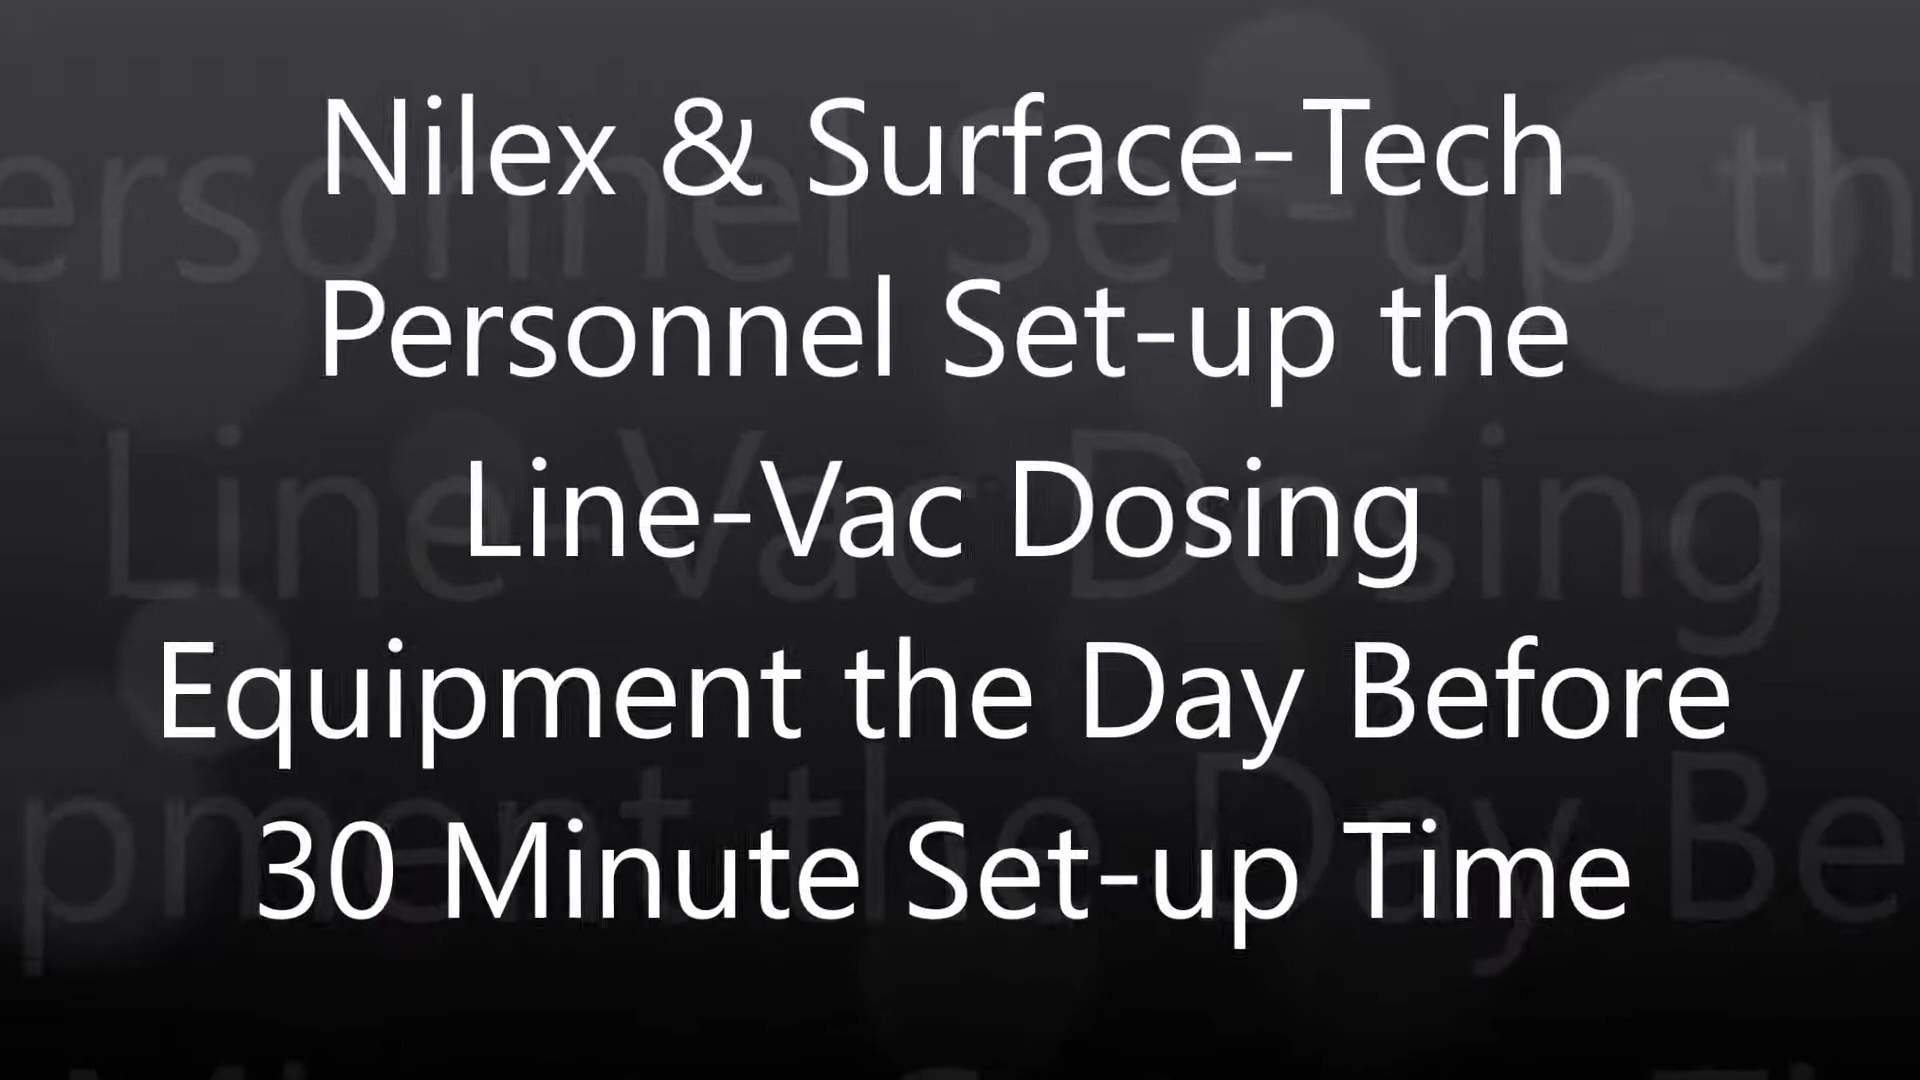 Nilex & Surface-Tech
Personnel Set-up the
Line-Vac Dosing
Equipment the Day Before
30 Minute Set-up Time